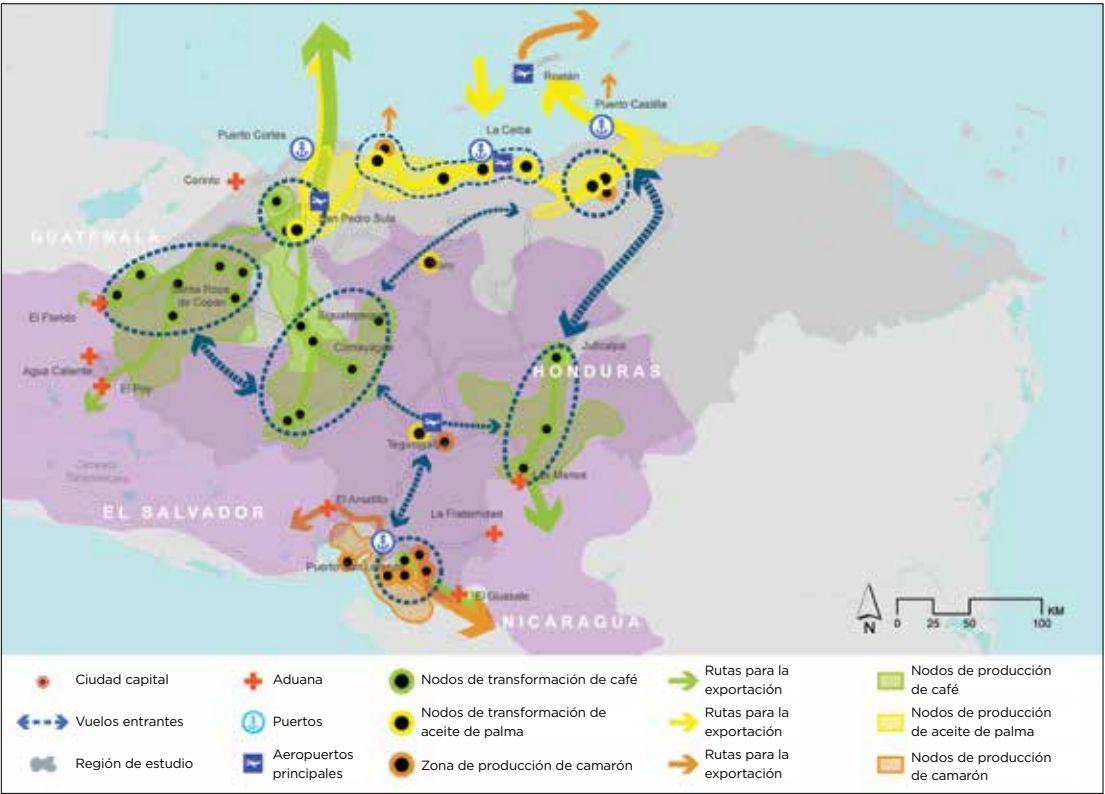 Roatán
Puerto Castilla
La Ceiba
Puerto Cortes
Corinto
San Pedro Sula
GUATEMALA
Santa Rosa
de Copán
El Florido
Siguatepeque
Comayagua
Juticalpa
HONDURAS
Agua Caliente
El Poy
Tegucigalpa
Las Manos
El Amatillo
EL SALVADOR
La Fraternidad
Puerto San Lorenzo
El Guasale
NICARAGUA
N
0 25 50 100
KM
Ciudad capital
Aduana
Nodos de transformación de café
Rutas para la
exportación
Nodos de producción
de café
Vuelos entrantes
Puertos
Nodos de transformación de
aceite de palma
Rutas para la
exportación
Nodos de producción
de aceite de palma
Región de estudio
Aeropuertos
principales
Zona de producción de camarón
Rutas para la
exportación
Nodos de producción
de camarón